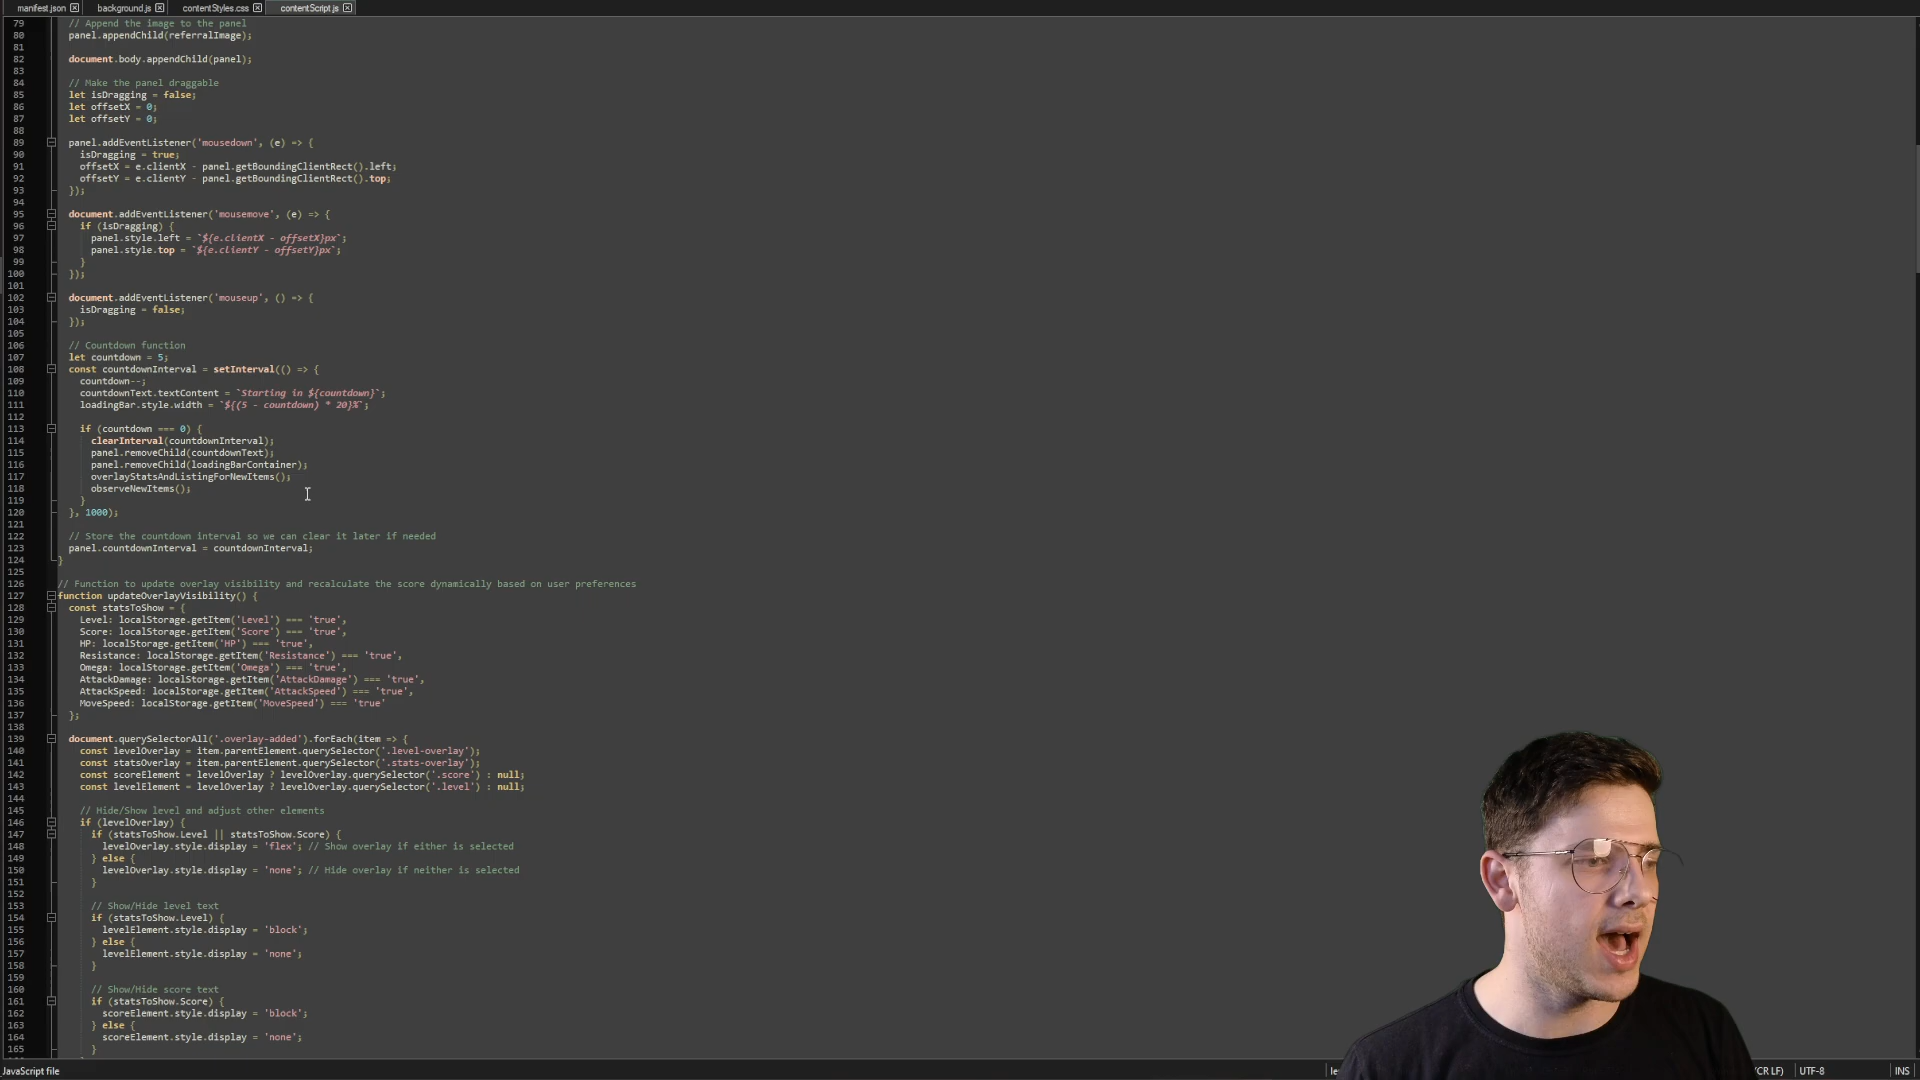 manifest.json
background.js
contentStyles.css
contentScript.js
79 // Append the image to the panel
80 panel.appendChild(referralImage);
81
82 document.body.appendChild(panel);
83
84 // Make the panel draggable
85 let isDragging = false;
86 let offsetX = 0;
87 let offsetY = 0;
88
89 panel.addEventListener('mousedown', (e) => {
90 isDragging = true;
91 offsetX = e.clientX - panel.getBoundingClientRect().left;
92 offsetY = e.clientY - panel.getBoundingClientRect().top;
93 });
94
95 document.addEventListener('mousemove', (e) => {
96 if (isDragging) {
97 panel.style.left = `${e.clientX - offsetX}px`;
98 panel.style.top = `${e.clientY - offsetY}px`;
99 }
100 });
101
102 document.addEventListener('mouseup', () => {
103 isDragging = false;
104 });
105
106 // Countdown function
107 let countdown = 5;
108 const countdownInterval = setInterval(() => {
109 countdown--;
110 countdownText.textContent = `Starting in ${countdown}`;
111 loadingBar.style.width = `${(5 - countdown) * 20}%`;
112
113 if (countdown === 0) {
114 clearInterval(countdownInterval);
115 panel.removeChild(countdownText);
116 panel.removeChild(loadingBarContainer);
117 overlayStatsAndListingForNewItems();
118 observeNewItems();
119 }
120 }, 1000);
121
122 // Store the countdown interval so we can clear it later if needed
123 panel.countdownInterval = countdownInterval;
124 }
125
126 // Function to update overlay visibility and recalculate the score dynamically based on user preferences
127 function updateOverlayVisibility() {
128 const statsToShow = {
129 Level: localStorage.getItem('Level') === 'true',
130 Score: localStorage.getItem('Score') === 'true',
131 HP: localStorage.getItem('HP') === 'true',
132 Resistance: localStorage.getItem('Resistance') === 'true',
133 Omega: localStorage.getItem('Omega') === 'true',
134 AttackDamage: localStorage.getItem('AttackDamage') === 'true',
135 AttackSpeed: localStorage.getItem('AttackSpeed') === 'true',
136 MoveSpeed: localStorage.getItem('MoveSpeed') === 'true'
137 };
138
139 document.querySelectorAll('.overlay-added').forEach(item => {
140 const levelOverlay = item.parentElement.querySelector('.level-overlay');
141 const statsOverlay = item.parentElement.querySelector('.stats-overlay');
142 const scoreElement = levelOverlay ? levelOverlay.querySelector('.score') : null;
143 const levelElement = levelOverlay ? levelOverlay.querySelector('.level') : null;
144
145 // Hide/Show level and adjust other elements
146 if (levelOverlay) {
147 if (statsToShow.Level || statsToShow.Score) {
148 levelOverlay.style.display = 'flex'; // Show overlay if either is selected
149 } else {
150 levelOverlay.style.display = 'none'; // Hide overlay if neither is selected
151 }
152
153 // Show/Hide level text
154 if (statsToShow.Level) {
155 levelElement.style.display = 'block';
156 } else {
157 levelElement.style.display = 'none';
158 }
159
160 // Show/Hide score text
161 if (statsToShow.Score) {
162 scoreElement.style.display = 'block';
163 } else {
164 scoreElement.style.display = 'none';
165 }
JavaScript file
le
(CR LF) UTF-8 INS